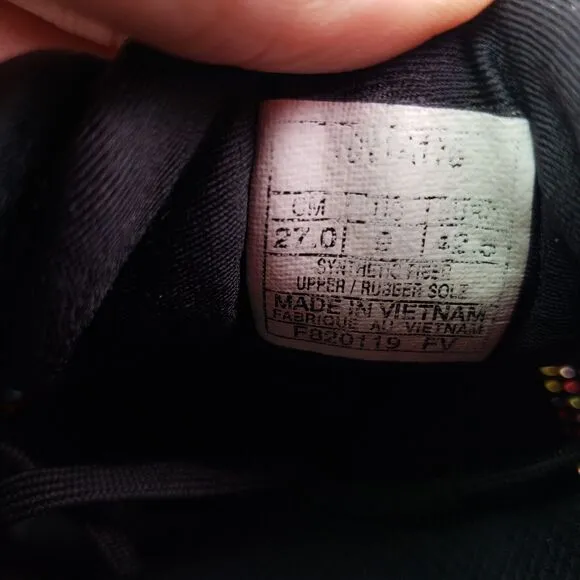 CM US EUR
27.0 9 42.5
SYNTHETIC FIBER
UPPER / RUBBER SOLE
MADE IN VIETNAM
FABRIQUE AU VIETNAM
F820119 FV